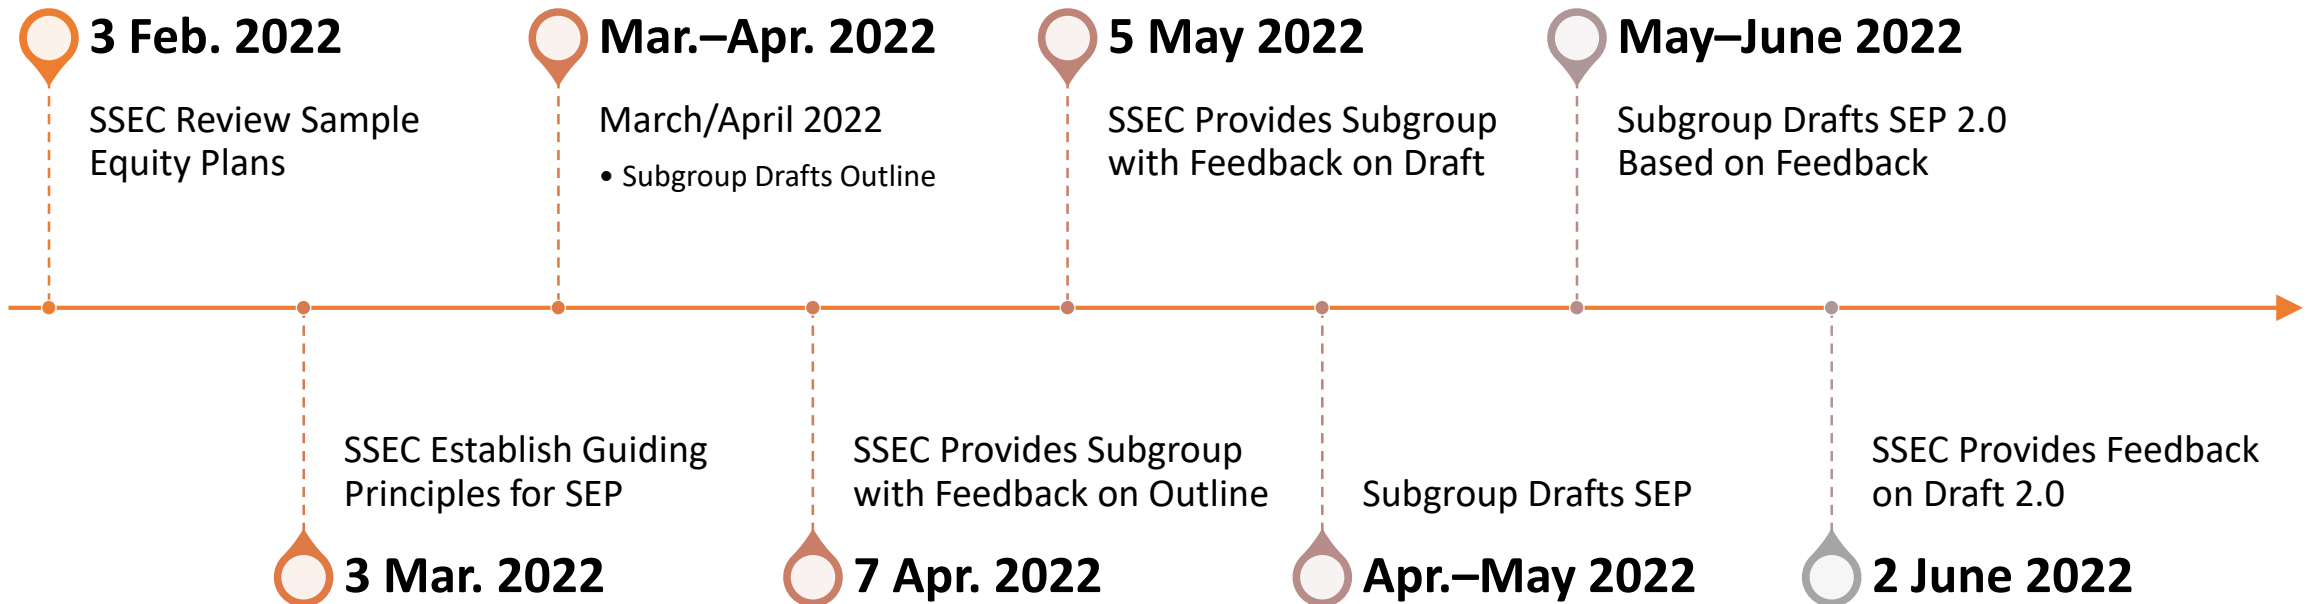 3 Feb. 2022
SSEC Review Sample
Equity Plans
3 Mar. 2022
SSEC Establish Guiding
Principles for SEP
Mar.–Apr. 2022
March/April 2022
• Subgroup Drafts Outline
7 Apr. 2022
SSEC Provides Subgroup
with Feedback on Outline
5 May 2022
SSEC Provides Subgroup
with Feedback on Draft
Apr.–May 2022
Subgroup Drafts SEP
May–June 2022
Subgroup Drafts SEP 2.0
Based on Feedback
2 June 2022
SSEC Provides Feedback
on Draft 2.0